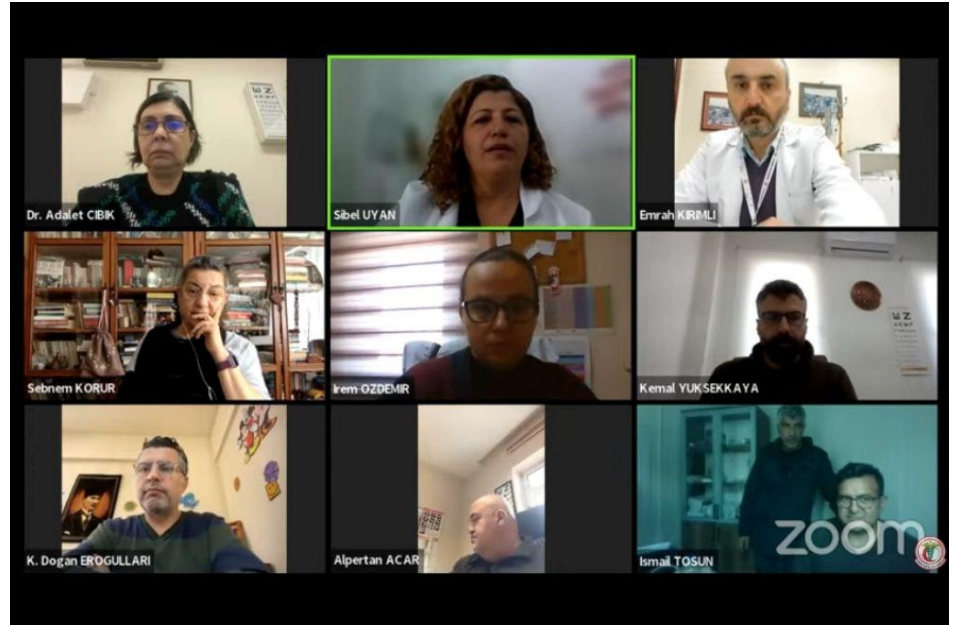 Dr. Adalet CIBIK
Sibel UYAN
Emrah KIRIMLI
Sebnem KORUR
Irem OZDEMIR
Kemal YUKSEKKAYA
K. Dogan EROGULLARI
Alpertan ACAR
Ismail TOSUN
zoom